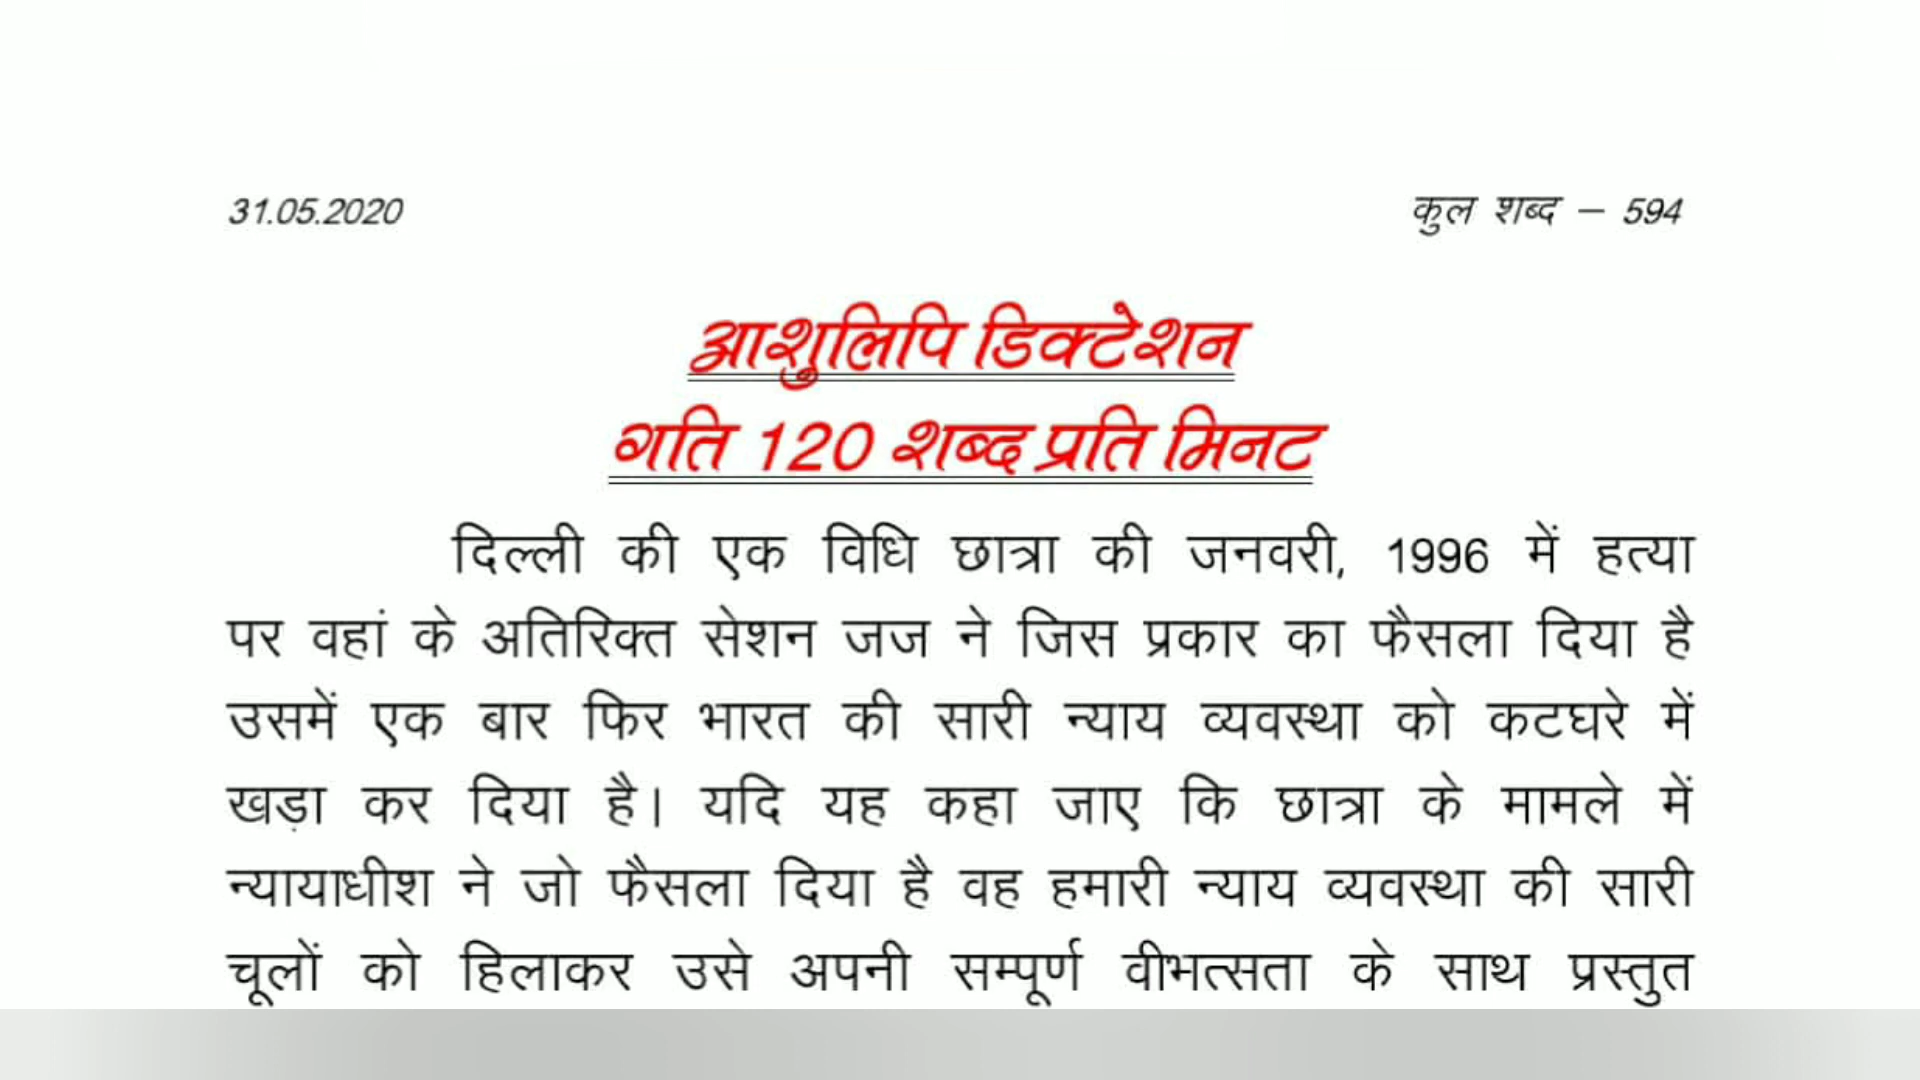 31.05.2020 कुल शब्द – 594
आशुलिपि डिक्टेशन
गति 120 शब्द प्रति मिनट
दिल्ली की एक विधि छात्रा की जनवरी, 1996 में हत्या
पर वहां के अतिरिक्त सेशन जज ने जिस प्रकार का फैसला दिया है
उसमें एक बार फिर भारत की सारी न्याय व्यवस्था को कटघरे में
खड़ा कर दिया है। यदि यह कहा जाए कि छात्रा के मामले में
न्यायाधीश ने जो फैसला दिया है वह हमारी न्याय व्यवस्था की सारी
चूलों को हिलाकर उसे अपनी सम्पूर्ण वीभत्सता के साथ प्रस्तुत